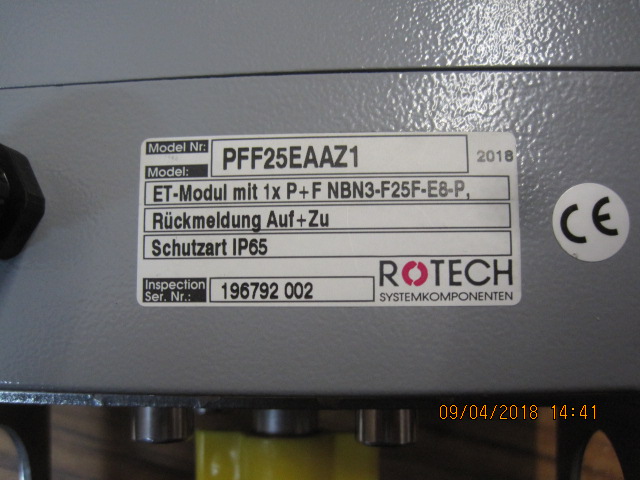 Model Nr:
PFF25EAAZ1
2018
Model:
ET-Modul mit 1x P+F NBN3-F25F-E8-P,
Rückmeldung Auf+Zu
Schutzart IP65
Inspection
Ser. Nr.:
196792 002
ROTECH
SYSTEMKOMPONENTEN
CE
09/04/2018 14:41